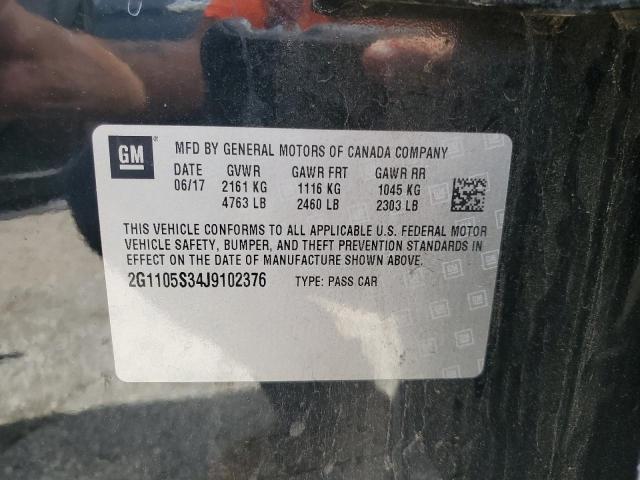 GM® MFD BY GENERAL MOTORS OF CANADA COMPANY
DATE GVWR GAWR FRT GAWR RR
06/17 2161 KG 1116 KG 1045 KG
4763 LB 2460 LB 2303 LB
THIS VEHICLE CONFORMS TO ALL APPLICABLE U.S. FEDERAL MOTOR
VEHICLE SAFETY, BUMPER, AND THEFT PREVENTION STANDARDS IN
EFFECT ON THE DATE OF MANUFACTURE SHOWN ABOVE.
2G1105S34J9102376 TYPE: PASS CAR